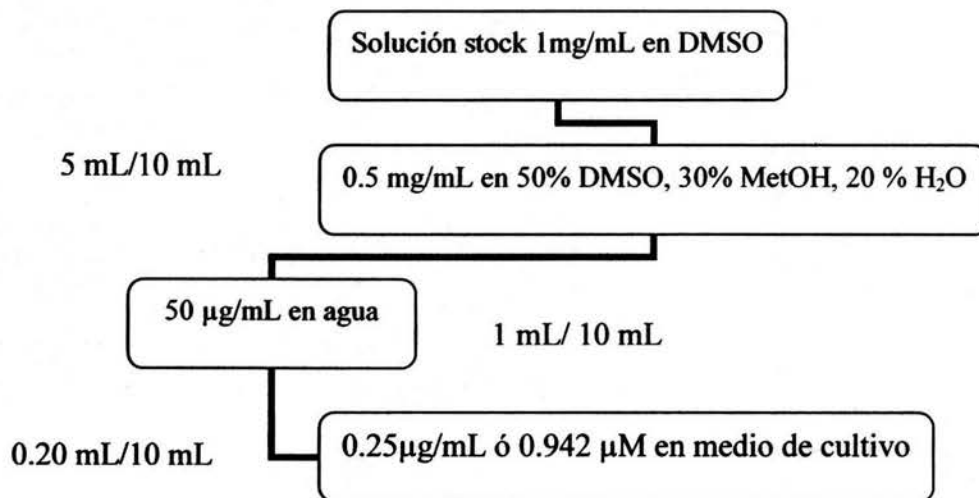 Solución stock 1mg/mL en DMSO
5 mL/10 mL
0.5 mg/mL en 50% DMSO, 30% MetOH, 20 % H₂O
50 µg/mL en agua
1 mL/ 10 mL
0.20 mL/10 mL
0.25µg/mL ó 0.942 µM en medio de cultivo